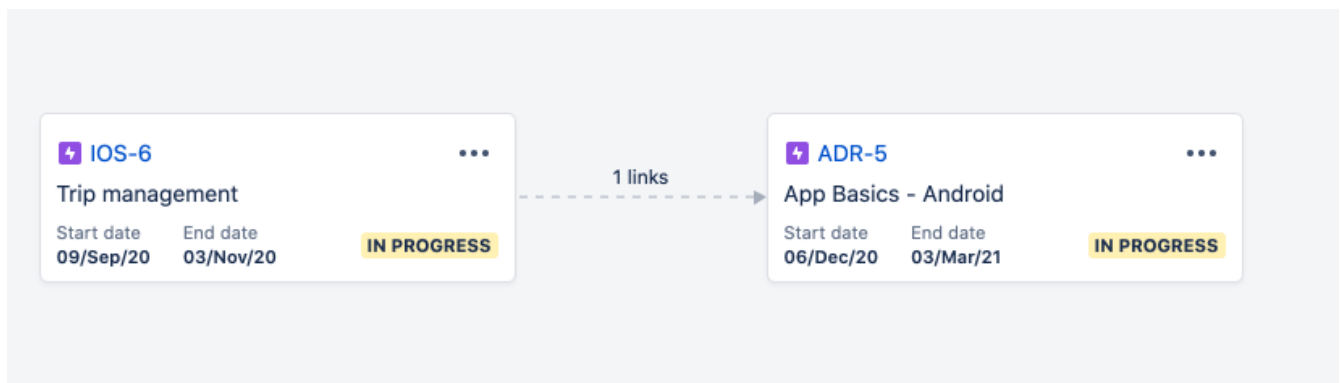 IOS-6
Trip management
Start date End date
09/Sep/20 03/Nov/20
IN PROGRESS
1 links
ADR-5
App Basics - Android
Start date End date
06/Dec/20 03/Mar/21
IN PROGRESS